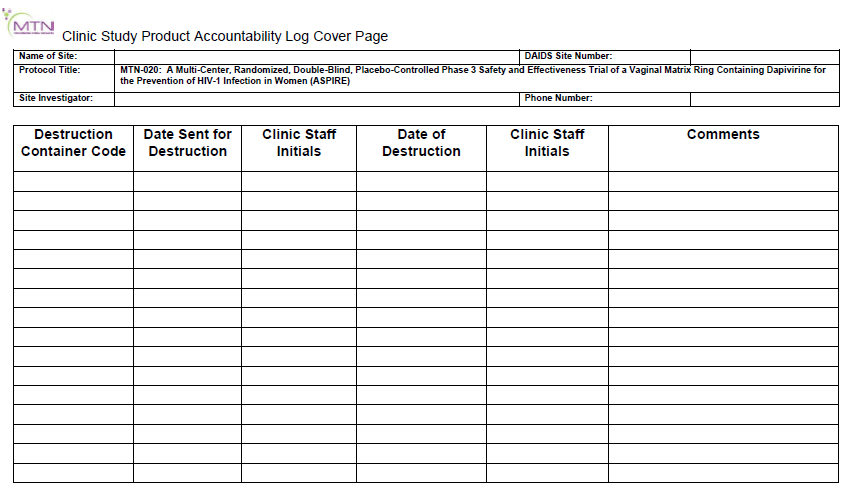 MTN
Clinic Study Product Accountability Log Cover Page
Name of Site:
DAIDS Site Number:
Protocol Title:
MTN-020: A Multi-Center, Randomized, Double-Blind, Placebo-Controlled Phase 3 Safety and Effectiveness Trial of a Vaginal Matrix Ring Containing Dapivirine for
the Prevention of HIV-1 Infection in Women (ASPIRE)
Site Investigator:
Phone Number:
Destruction
Container Code
Date Sent for
Destruction
Clinic Staff
Initials
Date of
Destruction
Clinic Staff
Initials
Comments